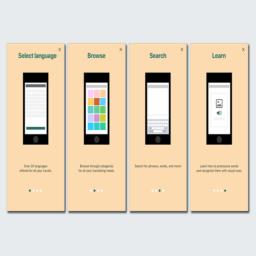 x
Select language
Over 20 languages
offered for all your travels.
x
Browse
Browse through categories
for all your translating needs.
x
Search
Search for phrases, words, and more!
x
Learn
Learn how to pronounce words
and recognize them with visual cues.